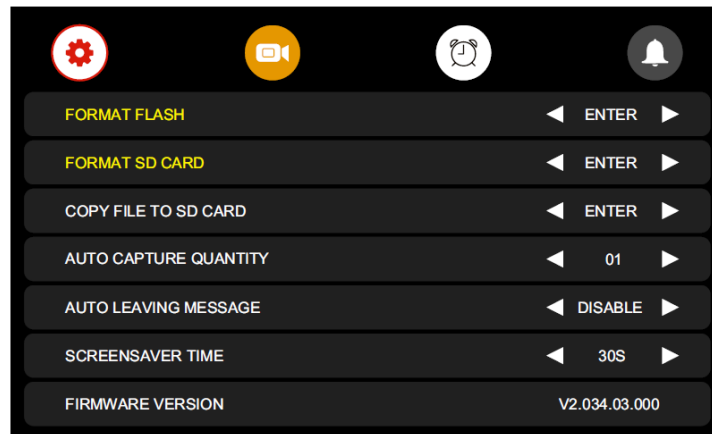 FORMAT FLASH ENTER
FORMAT SD CARD ENTER
COPY FILE TO SD CARD ENTER
AUTO CAPTURE QUANTITY 01
AUTO LEAVING MESSAGE DISABLE
SCREENSAVER TIME 30S
FIRMWARE VERSION V2.034.03.000